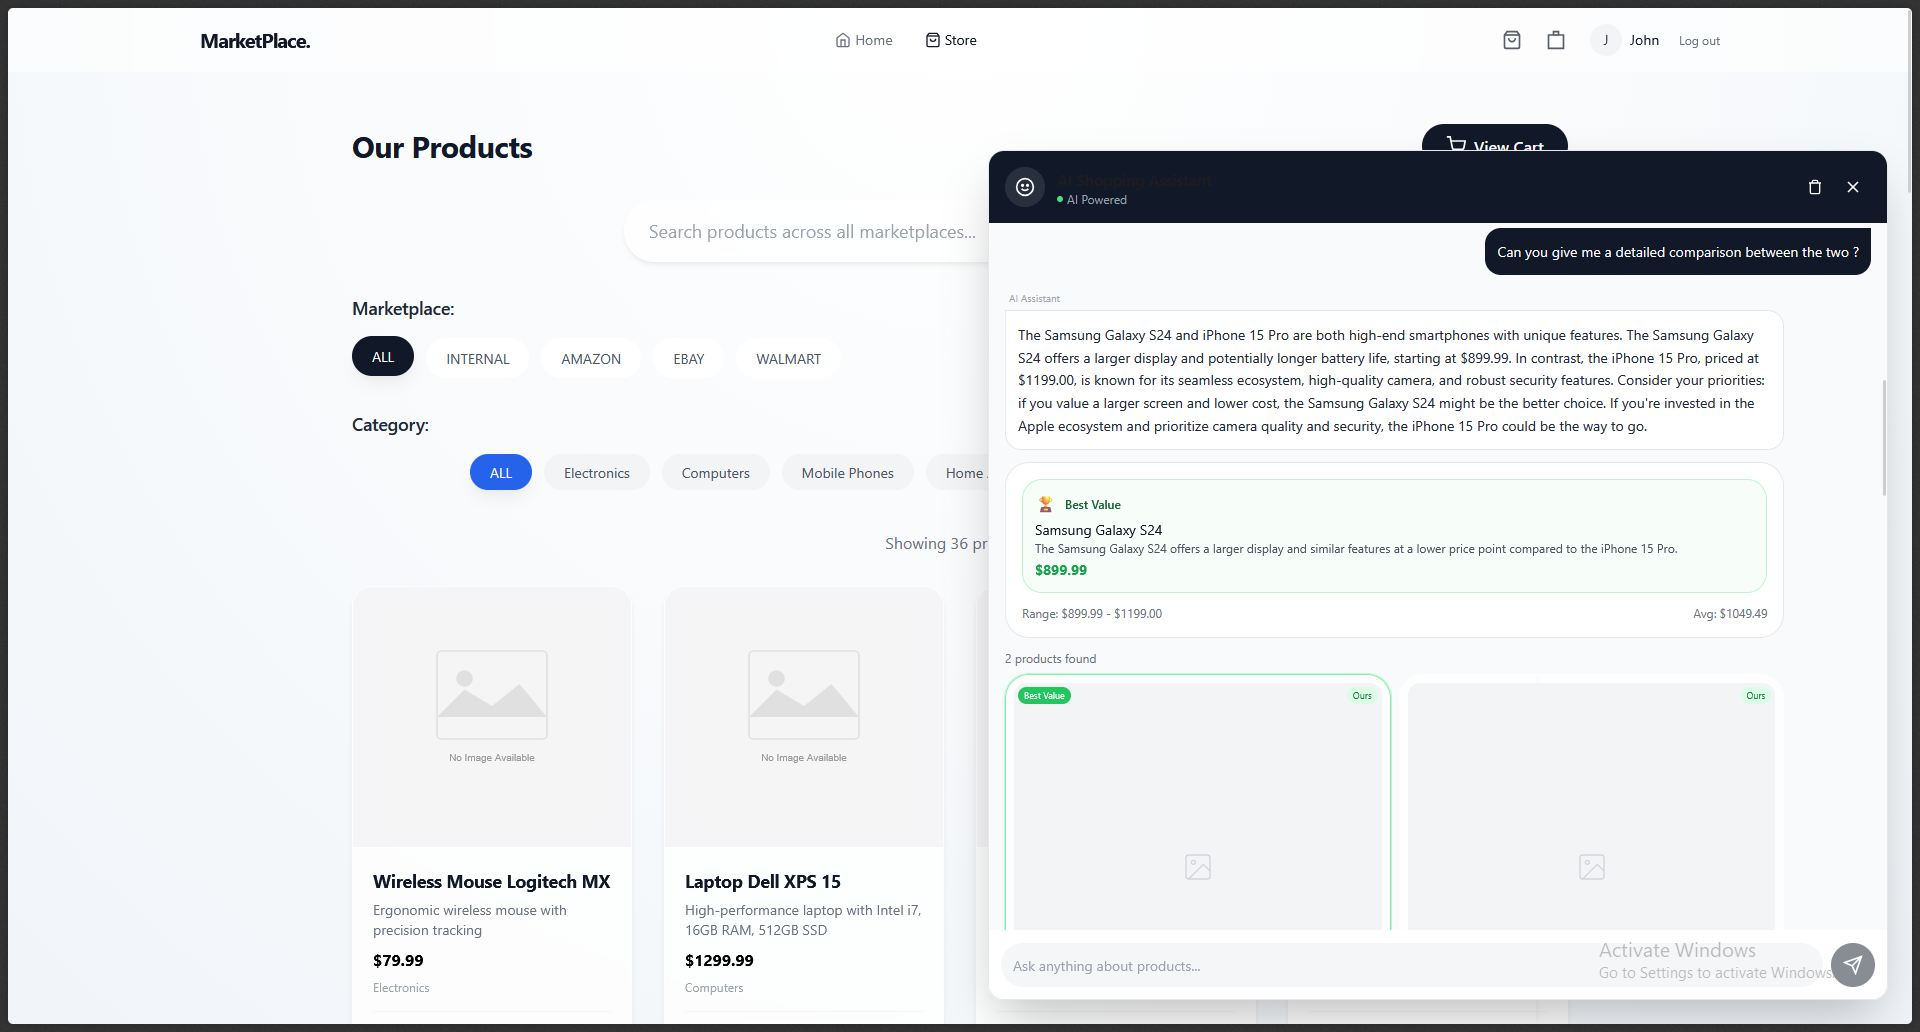 MarketPlace.
Home
Store
J
John
Log out
Our Products
View Cart
Search products across all marketplaces...
Marketplace:
ALL
INTERNAL
AMAZON
EBAY
WALMART
Category:
ALL
Electronics
Computers
Mobile Phones
Home
Showing 36 pr
No Image Available
Wireless Mouse Logitech MX
Ergonomic wireless mouse with
precision tracking
$79.99
Electronics
No Image Available
Laptop Dell XPS 15
High-performance laptop with Intel i7,
16GB RAM, 512GB SSD
$1299.99
Computers
AI Shopping Assistant
AI Powered
Can you give me a detailed comparison between the two ?
AI Assistant
The Samsung Galaxy S24 and iPhone 15 Pro are both high-end smartphones with unique features. The Samsung Galaxy
S24 offers a larger display and potentially longer battery life, starting at $899.99. In contrast, the iPhone 15 Pro, priced at
$1199.00, is known for its seamless ecosystem, high-quality camera, and robust security features. Consider your priorities:
if you value a larger screen and lower cost, the Samsung Galaxy S24 might be the better choice. If you're invested in the
Apple ecosystem and prioritize camera quality and security, the iPhone 15 Pro could be the way to go.
Best Value
Samsung Galaxy S24
The Samsung Galaxy S24 offers a larger display and similar features at a lower price point compared to the iPhone 15 Pro.
$899.99
Range: $899.99 - $1199.00
Avg: $1049.49
2 products found
Best Value
Ours
Ours
Ask anything about products...
Activate Windows
Go to Settings to activate Windows.